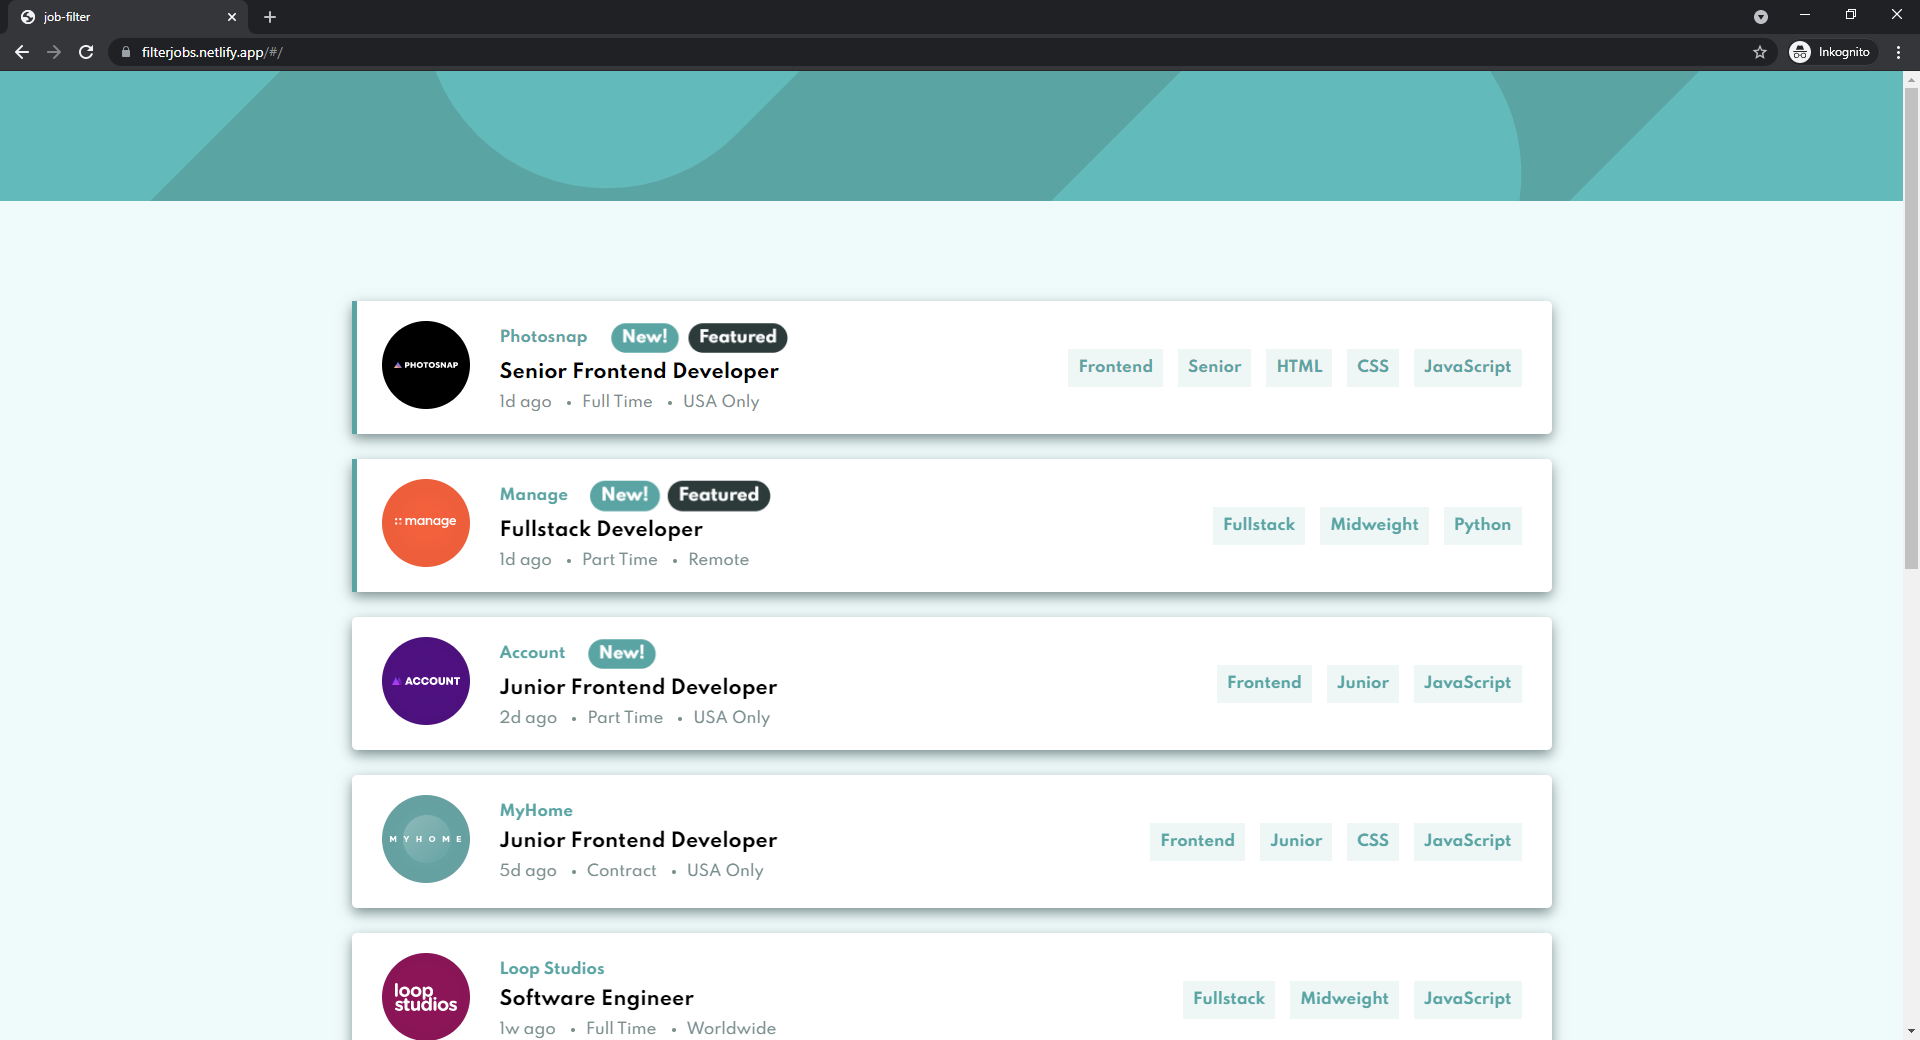 job-filter
filterjobs.netlify.app/#/
Inkognito
PHOTOSNAP
Photosnap New! Featured
Senior Frontend Developer
1d ago • Full Time • USA Only
Frontend Senior HTML CSS JavaScript
manage
Manage New! Featured
Fullstack Developer
1d ago • Part Time • Remote
Fullstack Midweight Python
ACCOUNT
Account New!
Junior Frontend Developer
2d ago • Part Time • USA Only
Frontend Junior JavaScript
MYHOME
MyHome
Junior Frontend Developer
5d ago • Contract • USA Only
Frontend Junior CSS JavaScript
loop
studios
Loop Studios
Software Engineer
1w ago • Full Time • Worldwide
Fullstack Midweight JavaScript